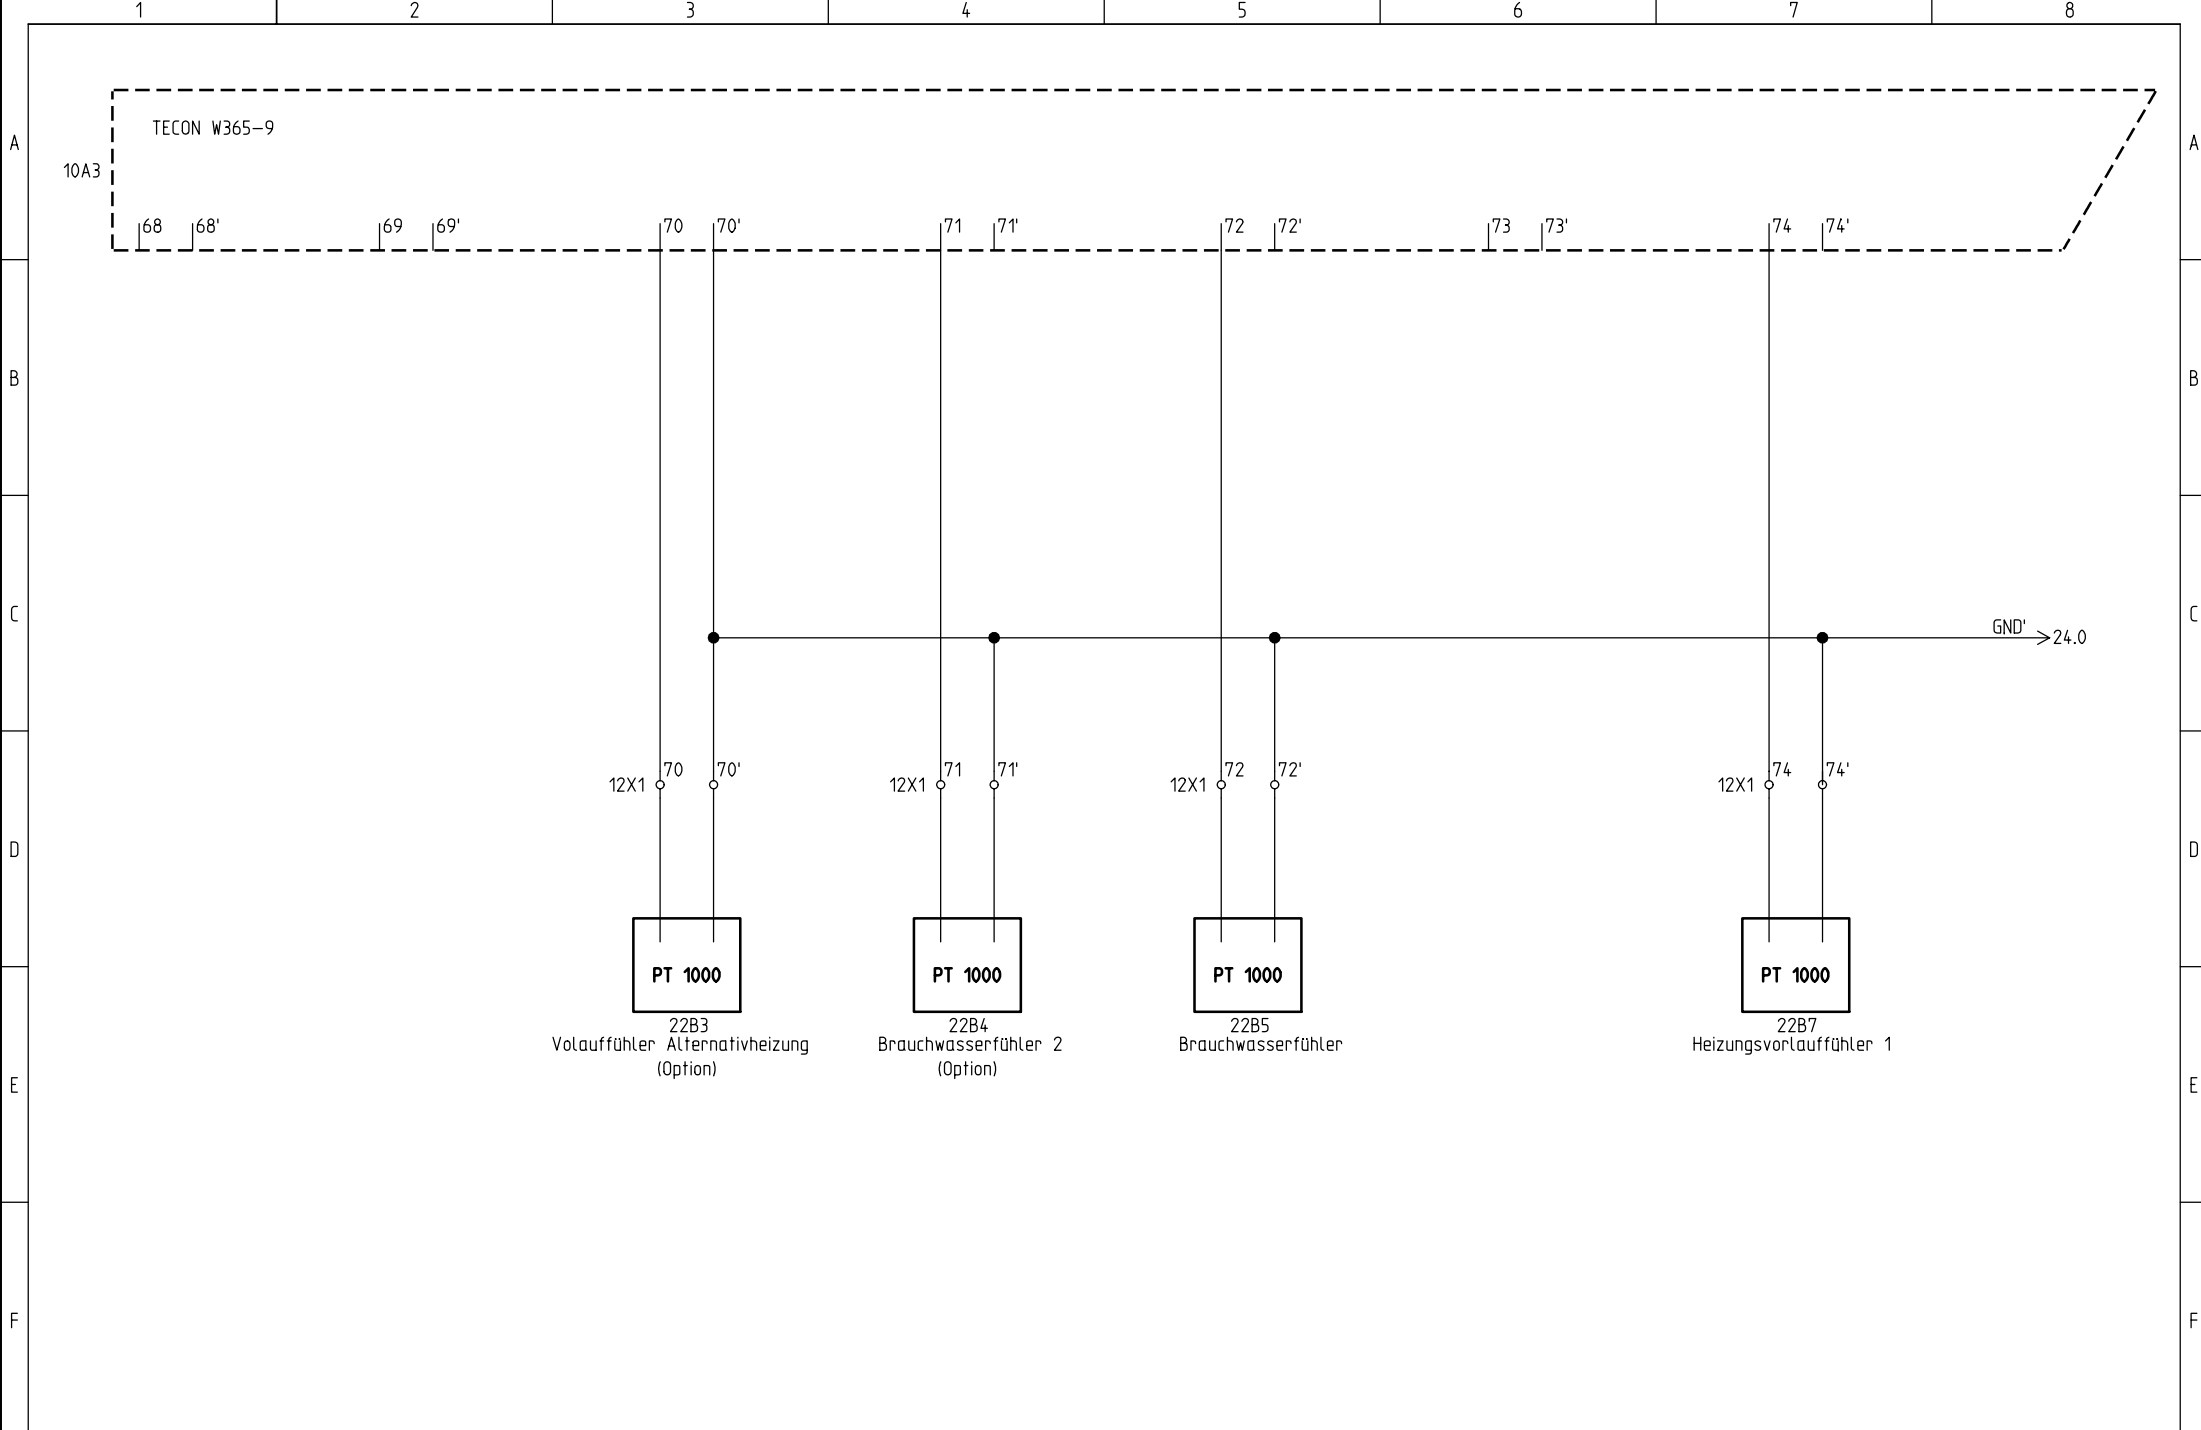 1 2 3 4 5 6 7 8
TECON W365-9
A A
10A3
68 68' 69 69' 70 70' 71 71' 72 72' 73 73' 74 74'
B B
C C
GND'
24.0
70 70' 71 71' 72 72' 74 74'
12X1 12X1 12X1 12X1
D D
PT 1000 PT 1000 PT 1000 PT 1000
22B3 22B4 22B5 22B7
Volauffühler Alternativheizung Brauchwasserfühler 2 Brauchwasserfühler Heizungsvorlauffühler 1
(Option) (Option)
E E
F F